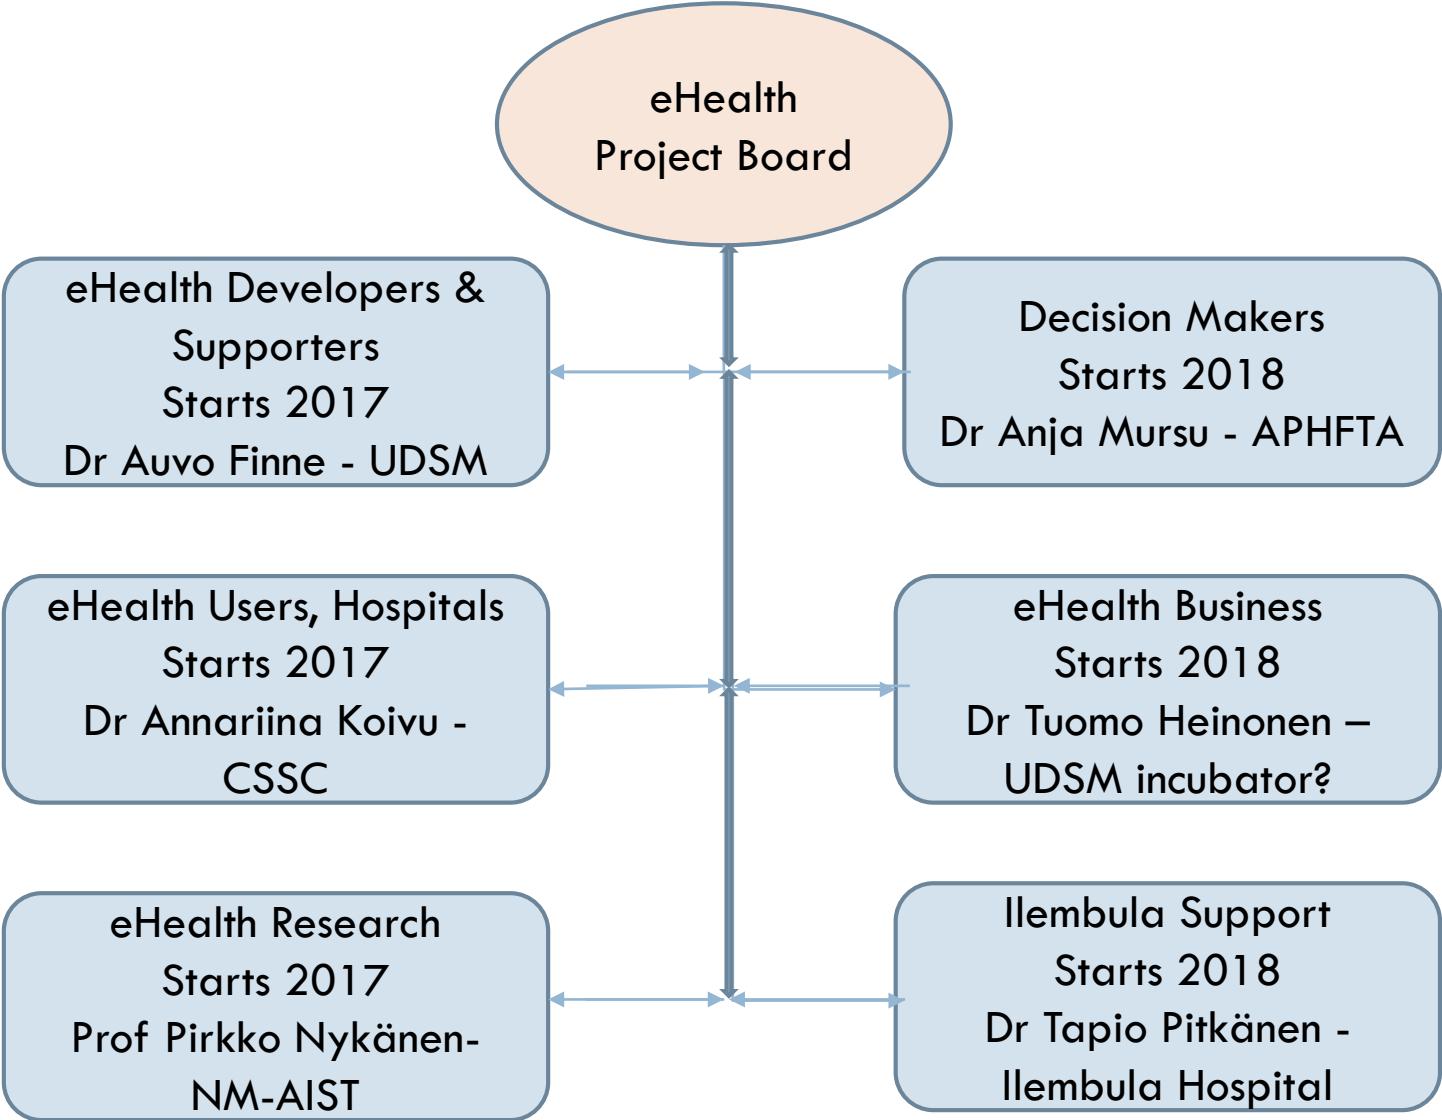 eHealth
Project Board
eHealth Developers &
Supporters
Starts 2017
Dr Auvo Finne - UDSM
Decision Makers
Starts 2018
Dr Anja Mursu - APHFTA
eHealth Users, Hospitals
Starts 2017
Dr Annariina Koivu -
CSSC
eHealth Business
Starts 2018
Dr Tuomo Heinonen –
UDSM incubator?
eHealth Research
Starts 2017
Prof Pirkko Nykänen-
NM-AIST
Ilembula Support
Starts 2018
Dr Tapio Pitkänen -
Ilembula Hospital